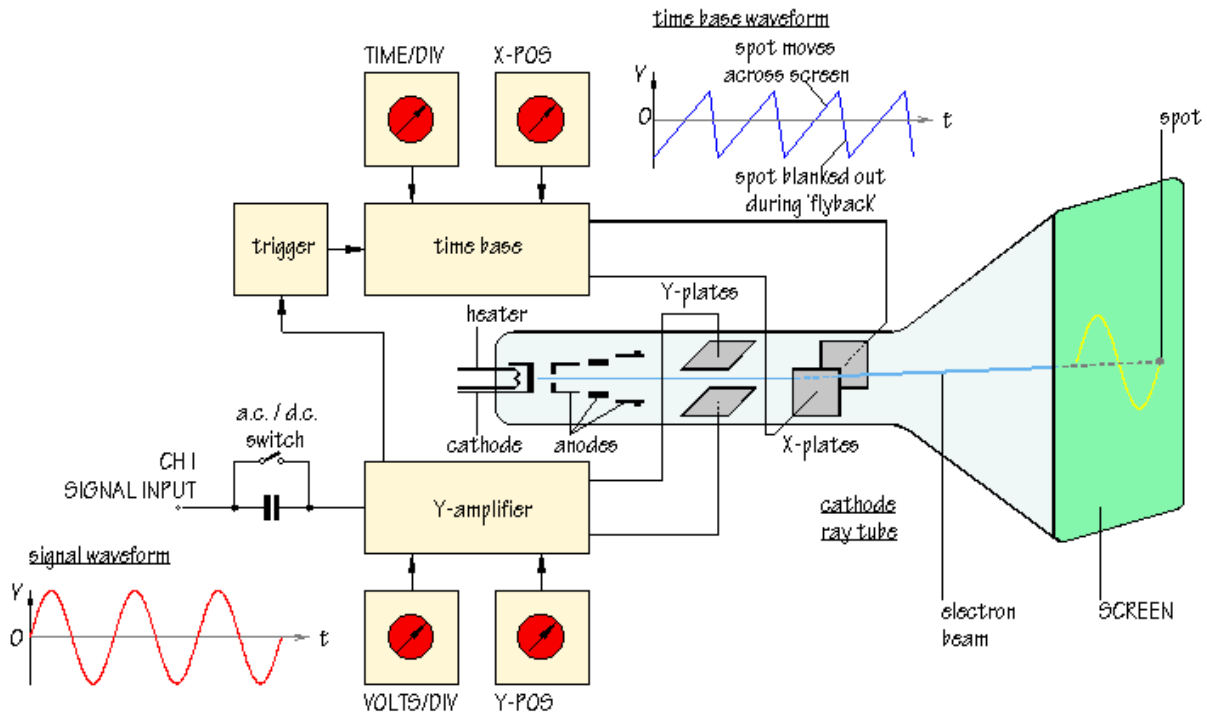 time base waveform
TIME/DIV
X-POS
spot moves
across screen
V
0
t
spot
spot blanked out
during 'flyback'
trigger
time base
Y-plates
heater
a.c. / d.c.
switch
cathode
anodes
X-plates
CH I
SIGNAL INPUT
Y-amplifier
cathode
ray tube
signal waveform
V
0
t
electron
beam
SCREEN
VOLTS/DIV
Y-POS